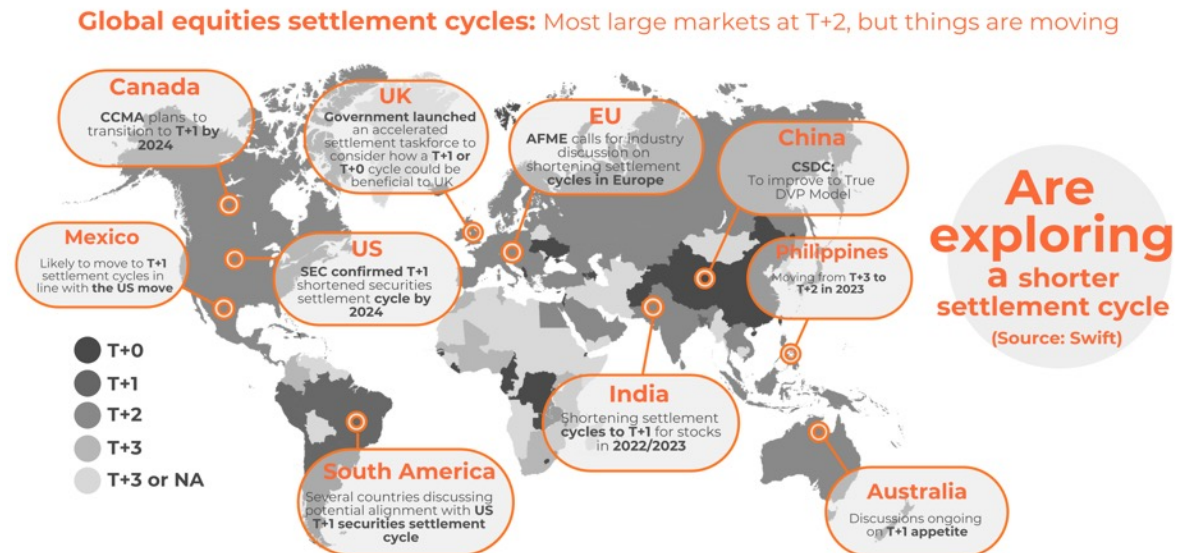 Global equities settlement cycles: Most large markets at T+2, but things are moving
Canada
CCMA plans to
transition to T+1 by
2024
UK
Government launched
an accelerated
settlement taskforce to
consider how a T+1 or
T+0 cycle could be
beneficial to UK
EU
AFME calls for industry
discussion on
shortening settlement
cycles in Europe
China
CSDC:
To improve to True
DVP Model
Mexico
Likely to move to T+1
settlement cycles in
line with the US move
US
SEC confirmed T+1
shortened securities
settlement cycle by
2024
Philippines
Moving from T+3 to
T+2 in 2023
Are
exploring
a shorter
settlement cycle
(Source: Swift)
T+0
T+1
T+2
T+3
T+3 or NA
India
Shortening settlement
cycles to T+1 for stocks
in 2022/2023
South America
Several countries discussing
potential alignment with US
T+1 securities settlement
cycle
Australia
Discussions ongoing
on T+1 appetite